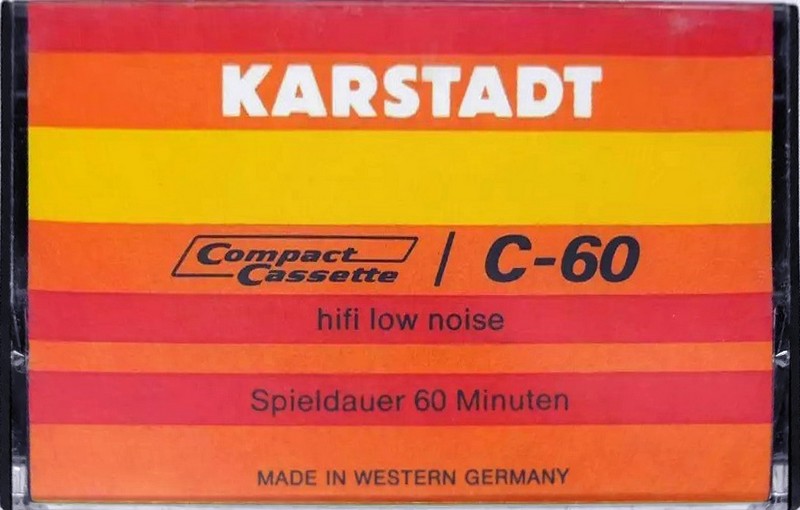 KARSTADT
Compact Cassette / C-60
hifi low noise
Spieldauer 60 Minuten
MADE IN WESTERN GERMANY